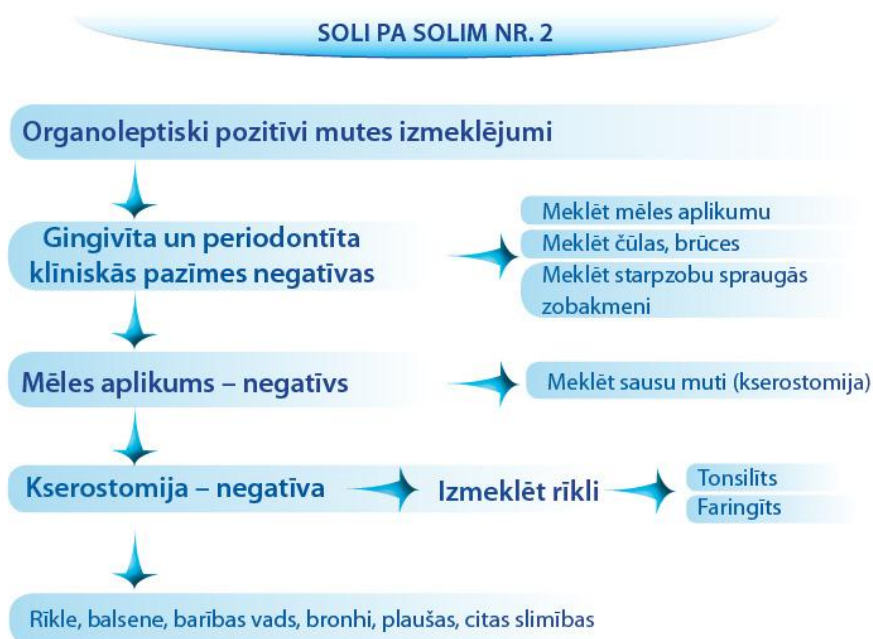 SOLI PA SOLIM NR. 2
Organoleptiski pozitīvi mutes izmeklējumi
Gingivīta un periodontīta
klīniskās pazīmes negatīvas
Meklēt mēles aplikumu
Meklēt čūlas, brūces
Meklēt starpzobu spraugās
zobakmeni
Mēles aplikums – negatīvs
Meklēt sausu muti (kserostomija)
Kserostomija – negatīva
Izmeklēt rīkli
Tonsilīts
Faringīts
Rīkle, balsene, barības vads, bronhi, plaušas, citas slimības